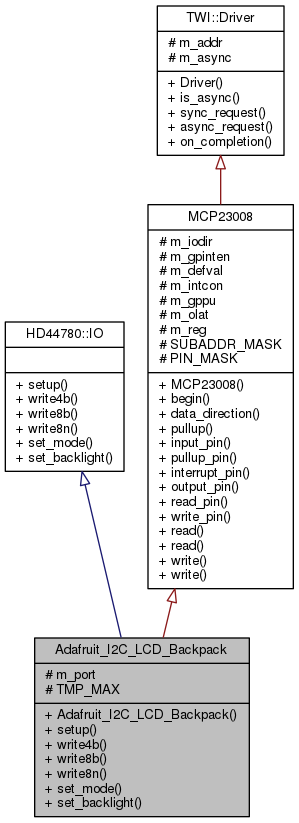 TWI::Driver
# m_addr
# m_async
+ Driver()
+ is_async()
+ sync_request()
+ async_request()
+ on_completion()
MCP23008
# m_iodir
# m_gpinten
# m_defval
# m_intcon
# m_gppu
# m_olat
# m_reg
# SUBADDR_MASK
# PIN_MASK
+ MCP23008()
+ begin()
+ data_direction()
+ pullup()
+ input_pin()
+ pullup_pin()
+ interrupt_pin()
+ output_pin()
+ read_pin()
+ write_pin()
+ read()
+ read()
+ write()
+ write()
HD44780::IO
+ setup()
+ write4b()
+ write8b()
+ write8n()
+ set_mode()
+ set_backlight()
Adafruit_I2C_LCD_Backpack
# m_port
# TMP_MAX
+ Adafruit_I2C_LCD_Backpack()
+ setup()
+ write4b()
+ write8b()
+ write8n()
+ set_mode()
+ set_backlight()